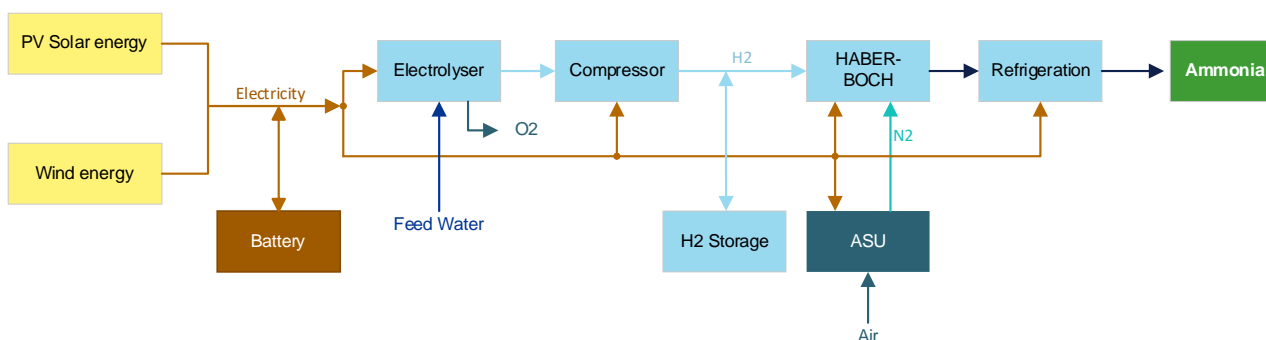 PV Solar energy
Wind energy
Electricity
Battery
Electrolyser
O2
Feed Water
Compressor
H2
H2 Storage
HABER-
BOCH
N2
ASU
Air
Refrigeration
Ammonia